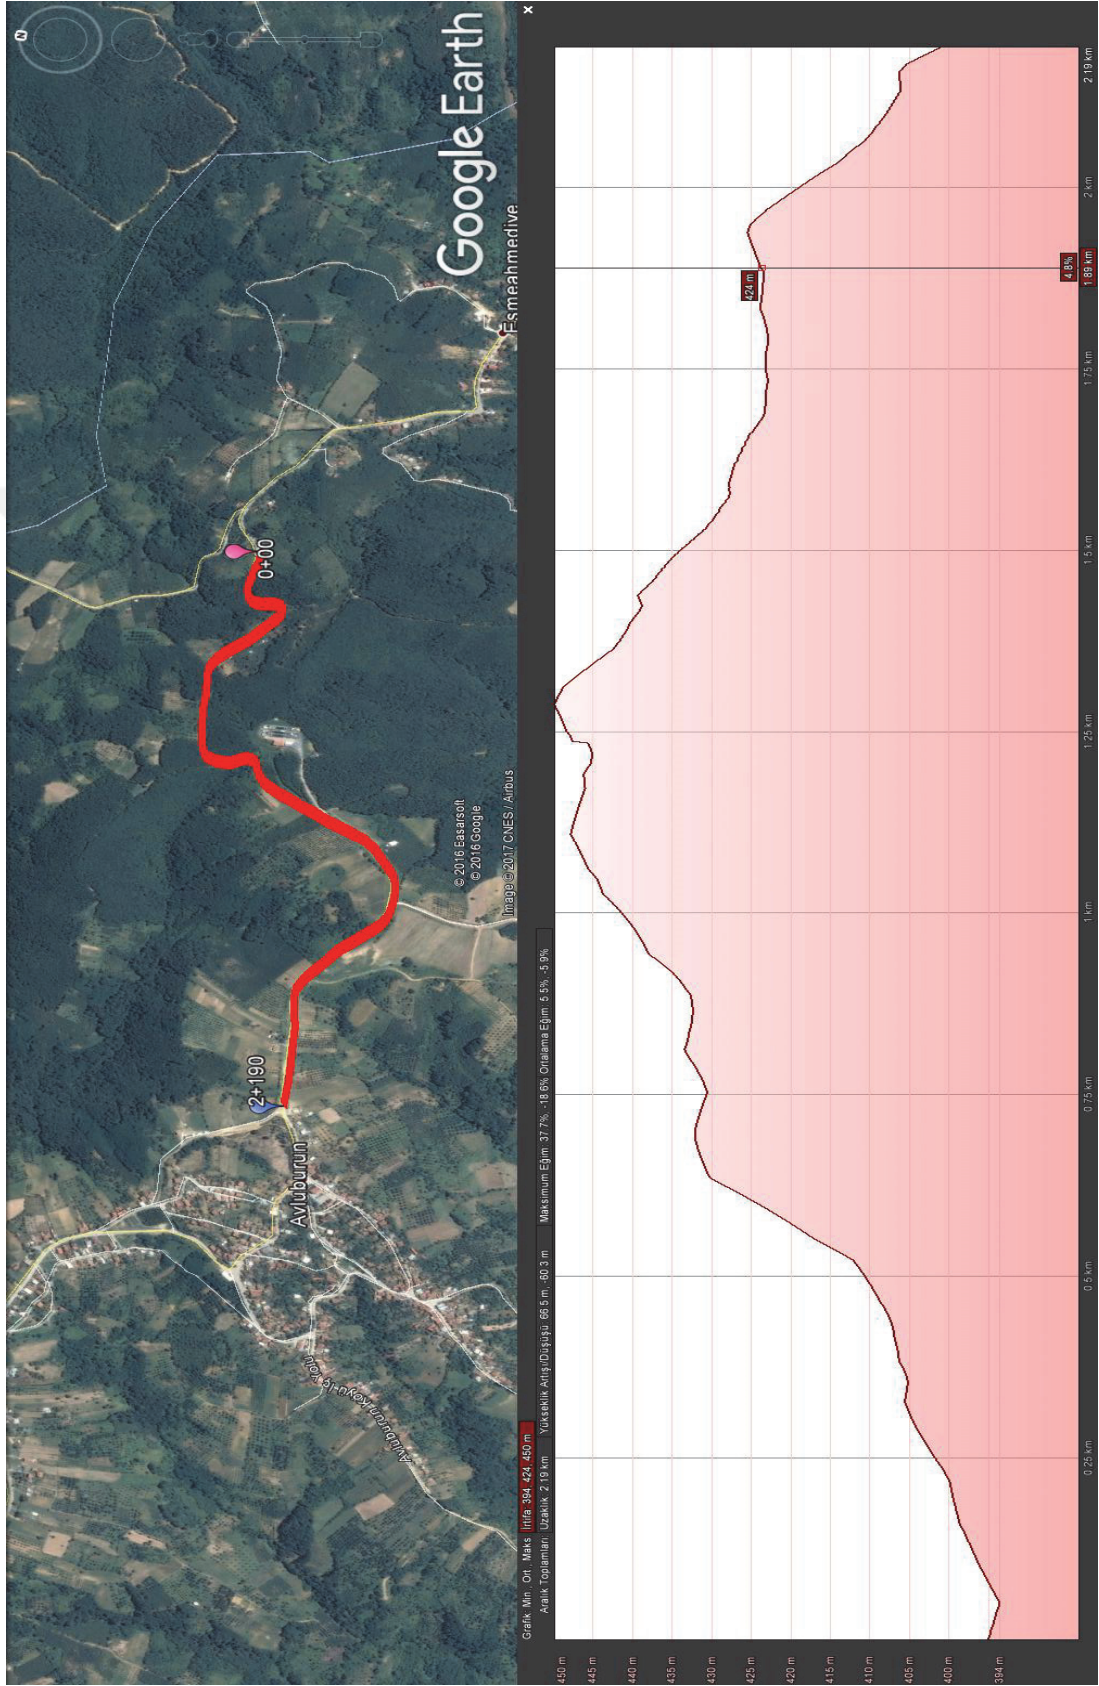 N
Google Earth
Esmeahmediye
0+00
2+190
Avluburun
Avluburun Köyü-İç Yolu
© 2016 Basarsoft
© 2016 Google
Image © 2017 CNES / Airbus
x
Grafik: Min., Ort., Maks İrtifa: 394, 424, 450 m
Aralık Toplamları: Uzaklık: 2.19 km Yükseklik Artışı/Düşüşü: 66.5 m, -60.3 m Maksimum Eğim: 37.7%, -18.6% Ortalama Eğim: 5.5%, -5.9%
450 m
445 m
440 m
435 m
430 m
425 m
420 m
415 m
410 m
405 m
400 m
394 m
424 m
4.8%
1.89 km
0.25 km
0.5 km
0.75 km
1 km
1.25 km
1.5 km
1.75 km
2 km
2.19 km